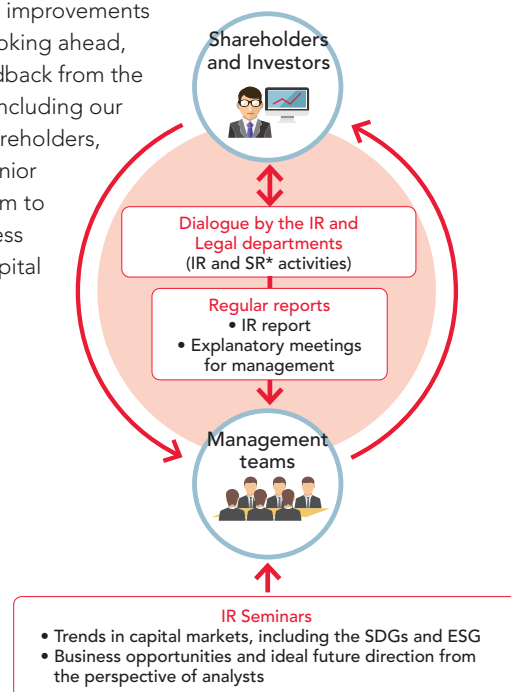 improvements
oking ahead,
dback from the
ncluding our
areholders,
nior
m to
ess
pital
Shareholders
and Investors
Dialogue by the IR and
Legal departments
(IR and SR* activities)
Regular reports
• IR report
• Explanatory meetings
for management
Management
teams
IR Seminars
• Trends in capital markets, including the SDGs and ESG
• Business opportunities and ideal future direction from
the perspective of analysts